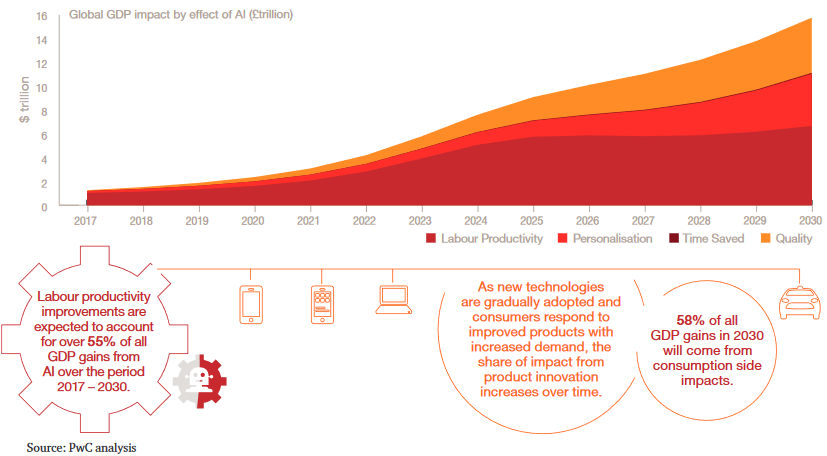 Global GDP impact by effect of AI (£trillion)
$ trillion
16
14
12
10
8
6
4
2
0
2017 2018 2019 2020 2021 2022 2023 2024 2025 2026 2027 2028 2029 2030
Labour Productivity Personalisation Time Saved Quality
Labour productivity
improvements are
expected to account
for over 55% of all
GDP gains from
AI over the period
2017 – 2030.
As new technologies
are gradually adopted and
consumers respond to
improved products with
increased demand, the
share of impact from
product innovation
increases over time.
58% of all
GDP gains in 2030
will come from
consumption side
impacts.
Source: PwC analysis